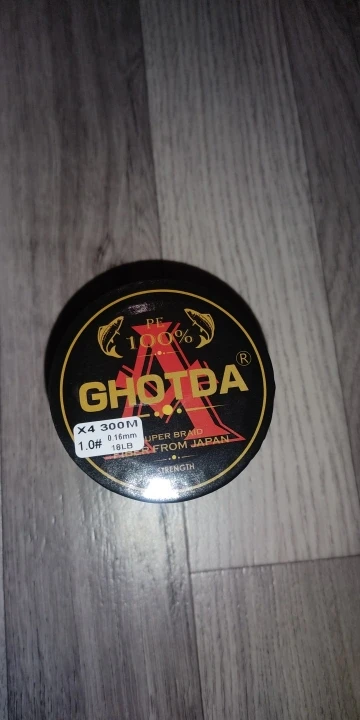 PE
100%
GHOTDA®
X4 300M
1.0# 0.16mm
18LB
SUPER BRAID
FIBER FROM JAPAN
STRENGTH